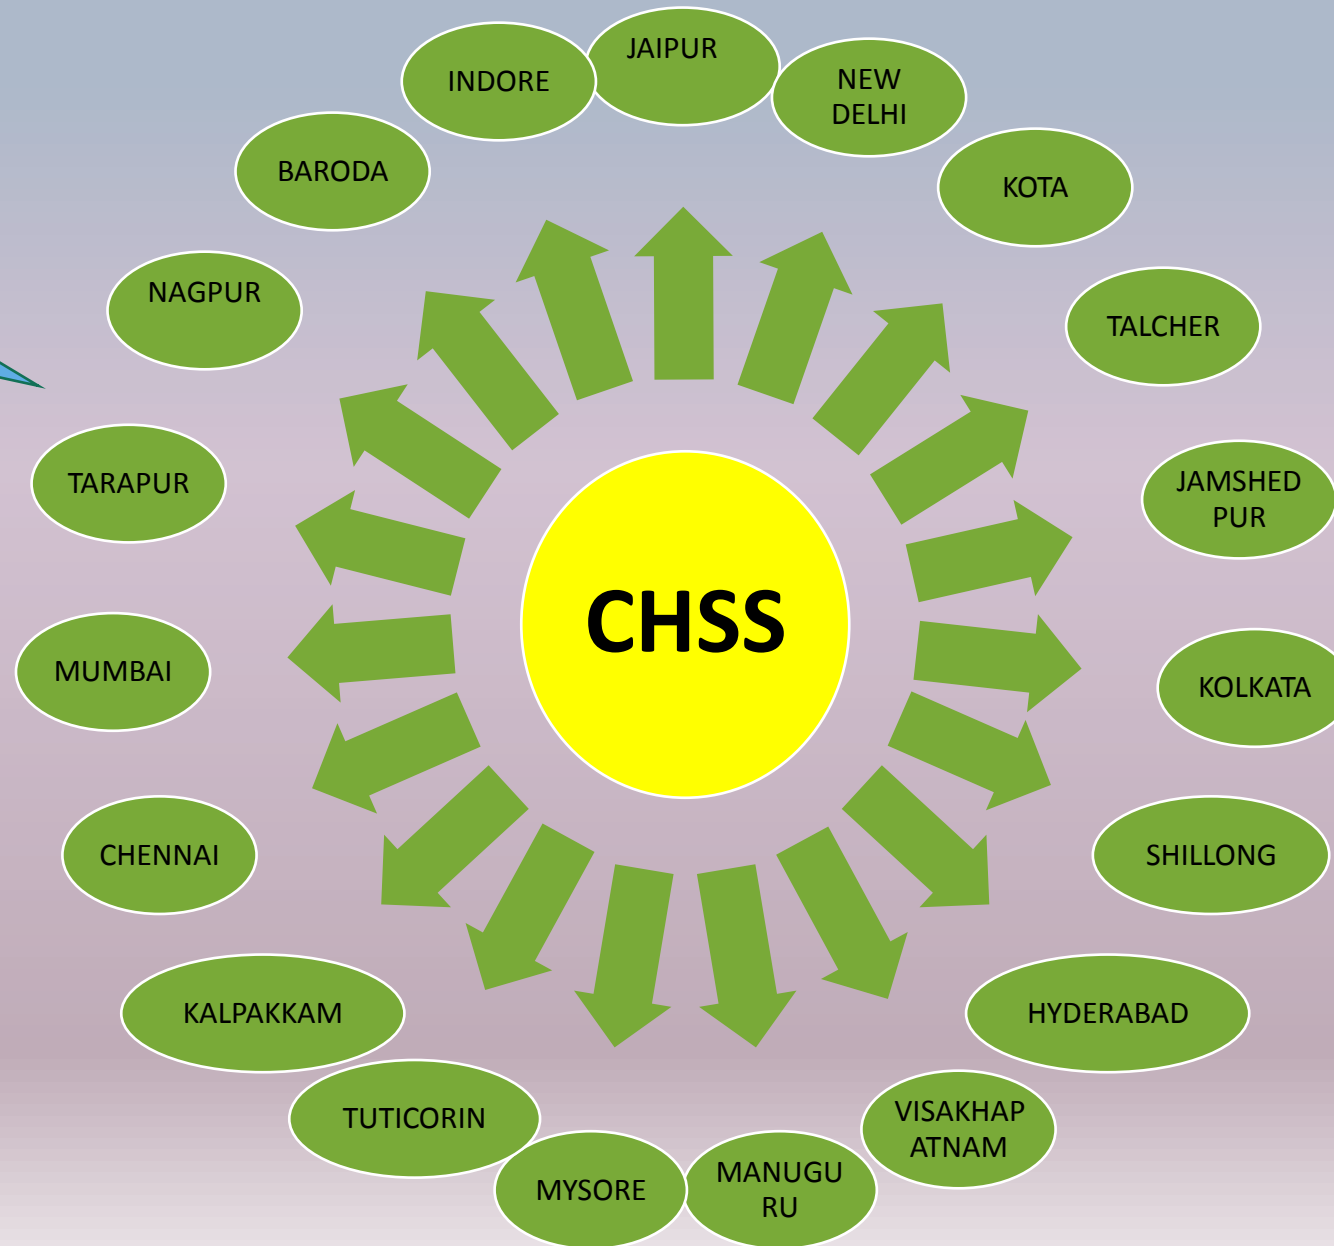 JAIPUR
NEW
DELHI
KOTA
TALCHER
JAMSHED
PUR
KOLKATA
SHILLONG
HYDERABAD
VISAKHAP
ATNAM
MANUGU
RU
MYSORE
TUTICORIN
KALPAKKAM
CHENNAI
MUMBAI
TARAPUR
NAGPUR
BARODA
INDORE
CHSS